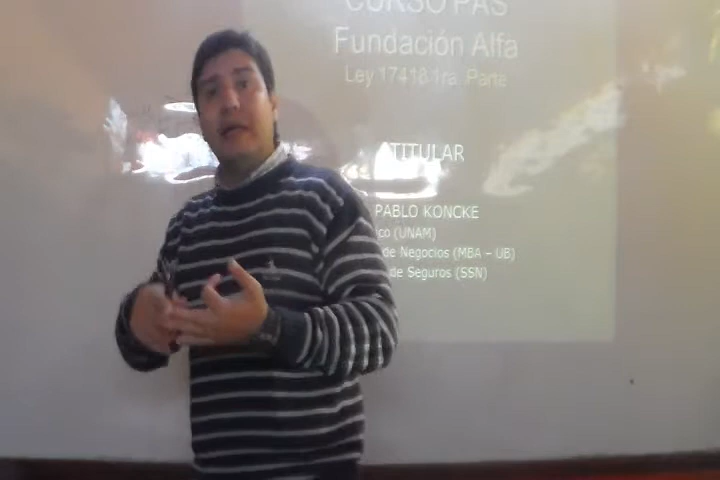 CURSO PAS
Fundación Alfa
Ley 17418 1ra. Parte
TITULAR
PABLO KONCKE
co (UNAM)
de Negocios (MBA – UB)
de Seguros (SSN)